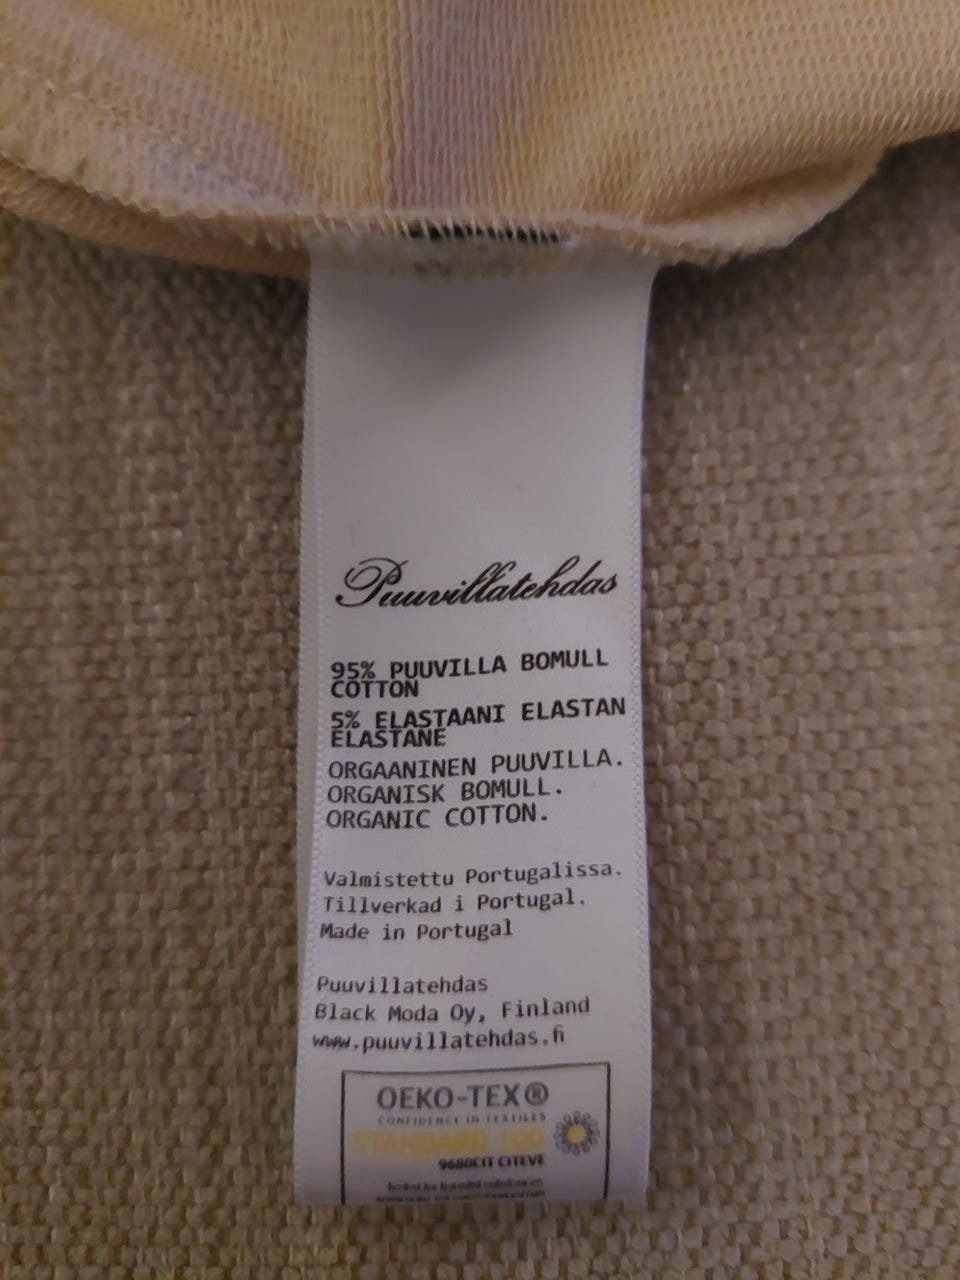 Puuvillatehdas
95% PUUVILLA BOMULL
COTTON
5% ELASTAANI ELASTAN
ELASTANE
ORGAANINEN PUUVILLA.
ORGANISK BOMULL.
ORGANIC COTTON.
Valmistettu Portugalissa.
Tillverkad i Portugal.
Made in Portugal
Puuvillatehdas
Black Moda Oy, Finland
www.puuvillatehdas.fi
OEKO-TEX®
CONFIDENCE IN TEXTILES
STANDARD 100
9680CIT CITEVE